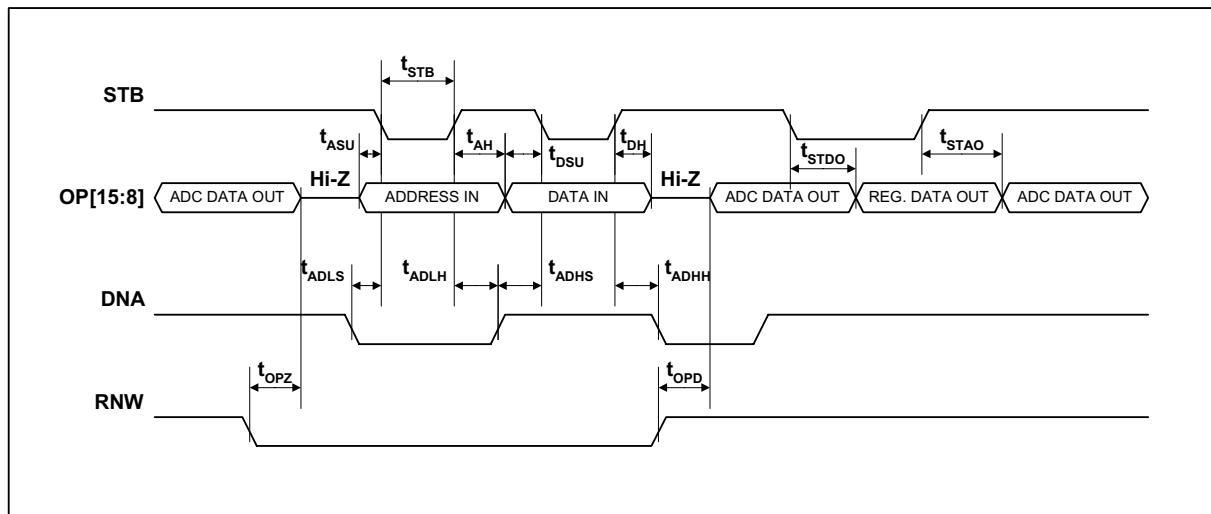 tSTB
STB
tASU
tAH
tDSU
tDH
tSTDO
tSTAO
Hi-Z
Hi-Z
OP[15:8]
ADC DATA OUT
ADDRESS IN
DATA IN
ADC DATA OUT
REG. DATA OUT
ADC DATA OUT
tADLS
tADLH
tADHS
tADHH
DNA
tOPZ
tOPD
RNW